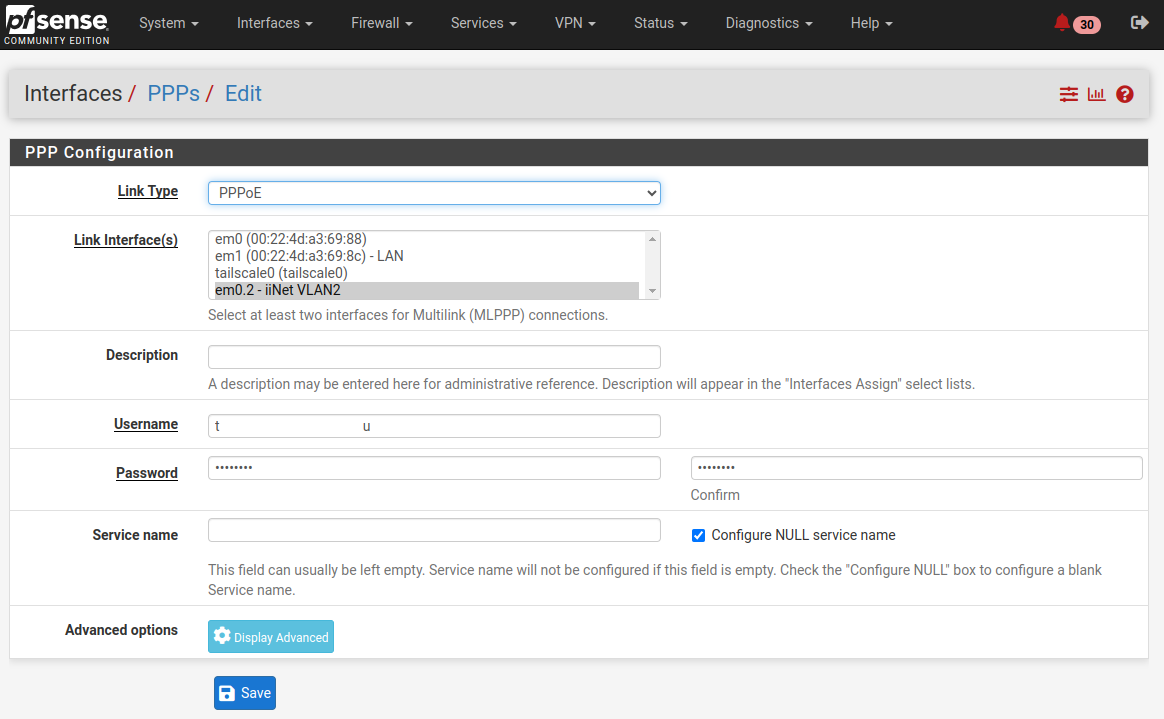 pfsense
COMMUNITY EDITION
System Interfaces Firewall Services VPN Status Diagnostics Help 30
Interfaces / PPPs / Edit
PPP Configuration
Link Type PPPoE
Link Interface(s) em0 (00:22:4d:a3:69:88)
em1 (00:22:4d:a3:69:8c) - LAN
tailscale0 (tailscale0)
em0.2 - iiNet VLAN2
Select at least two interfaces for Multilink (MLPPP) connections.
Description
A description may be entered here for administrative reference. Description will appear in the "Interfaces Assign" select lists.
Username t u
Password •••••••• ••••••••
Confirm
Service name Configure NULL service name
This field can usually be left empty. Service name will not be configured if this field is empty. Check the "Configure NULL" box to configure a blank
Service name.
Advanced options Display Advanced
Save